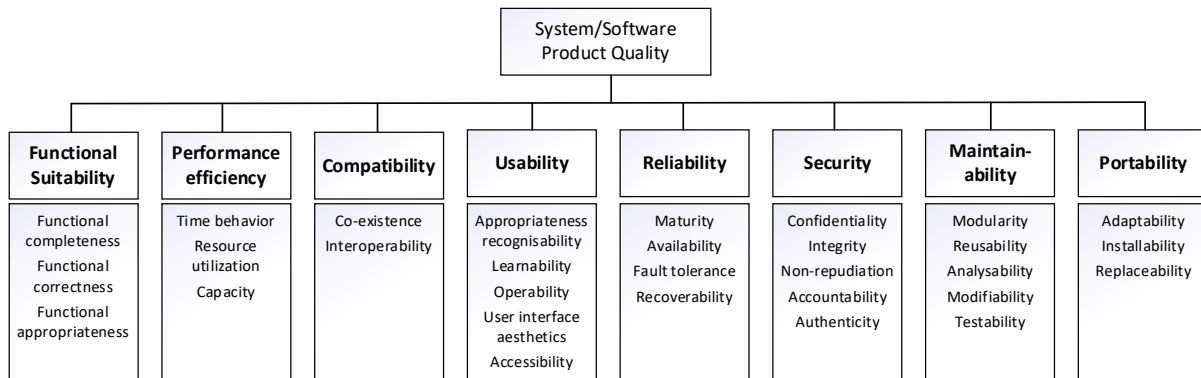 System/Software
Product Quality
Functional
Suitability
Performance
efficiency
Compatibility
Usability
Reliability
Security
Maintain-
ability
Portability
Functional
completeness
Functional
correctness
Functional
appropriateness
Time behavior
Resource
utilization
Capacity
Co-existence
Interoperability
Appropriateness
recognisability
Learnability
Operability
User interface
aesthetics
Accessibility
Maturity
Availability
Fault tolerance
Recoverability
Confidentiality
Integrity
Non-repudiation
Accountability
Authenticity
Modularity
Reusability
Analysability
Modifiability
Testability
Adaptability
Installability
Replaceability